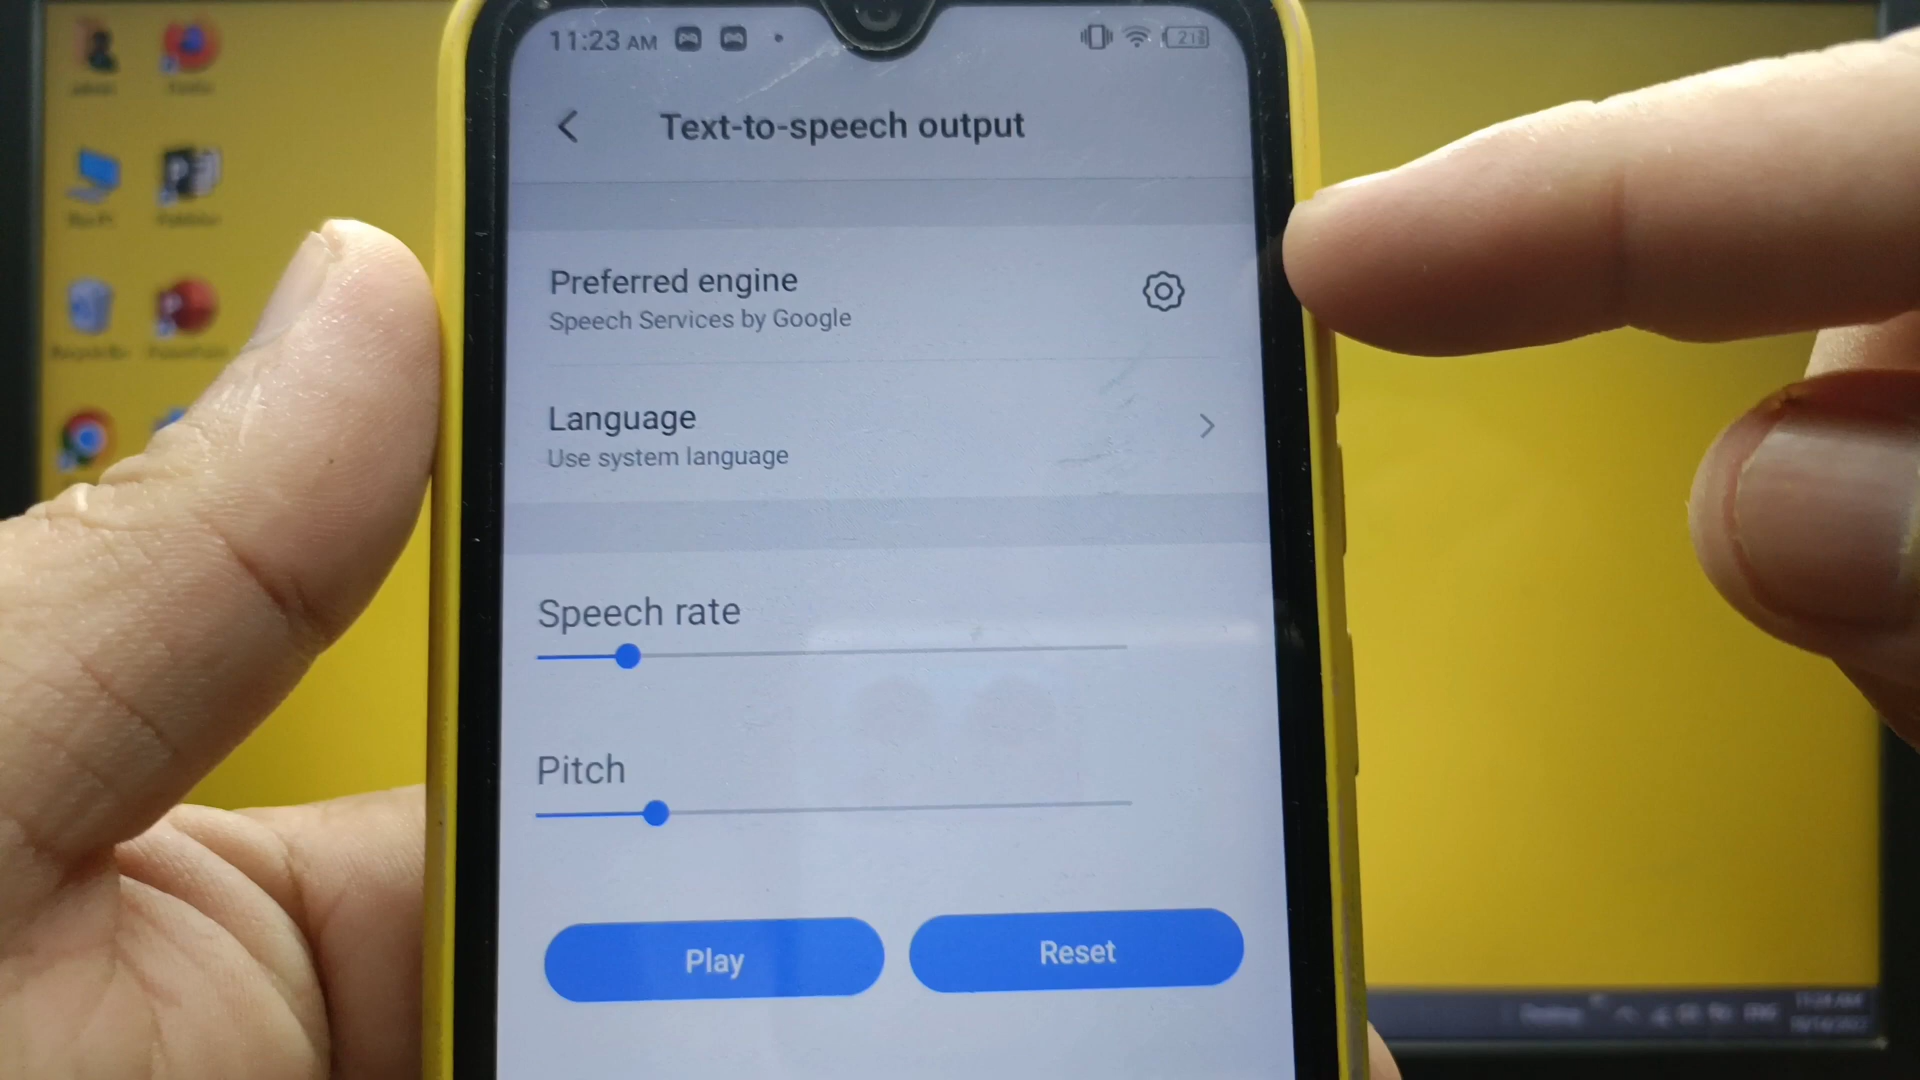 11:23 AM
Text-to-speech output
Preferred engine
Speech Services by Google
Language
Use system language
Speech rate
Pitch
Play
Reset